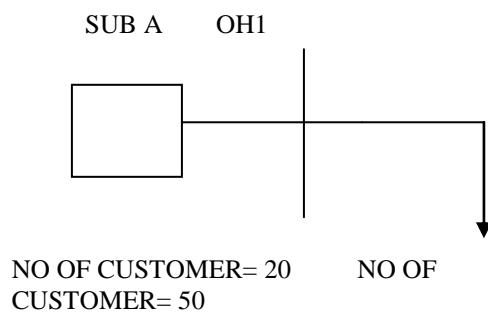 SUB A OH1
NO OF CUSTOMER= 20 NO OF
CUSTOMER= 50